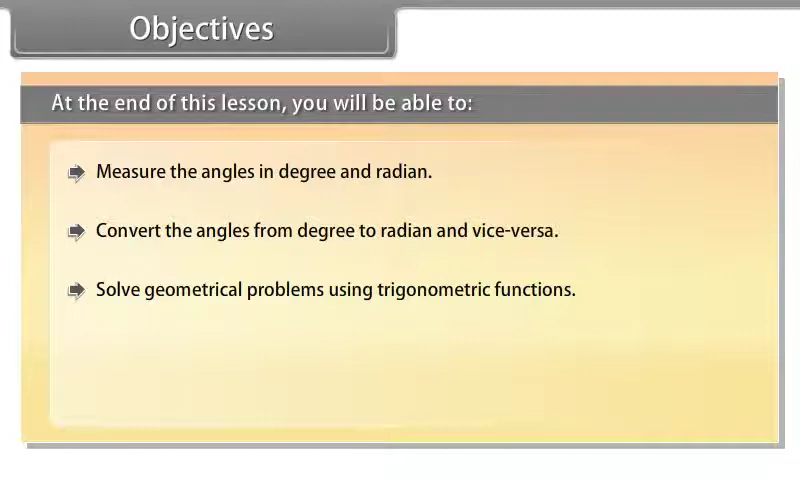 Objectives
At the end of this lesson, you will be able to:
Measure the angles in degree and radian.
Convert the angles from degree to radian and vice-versa.
Solve geometrical problems using trigonometric functions.